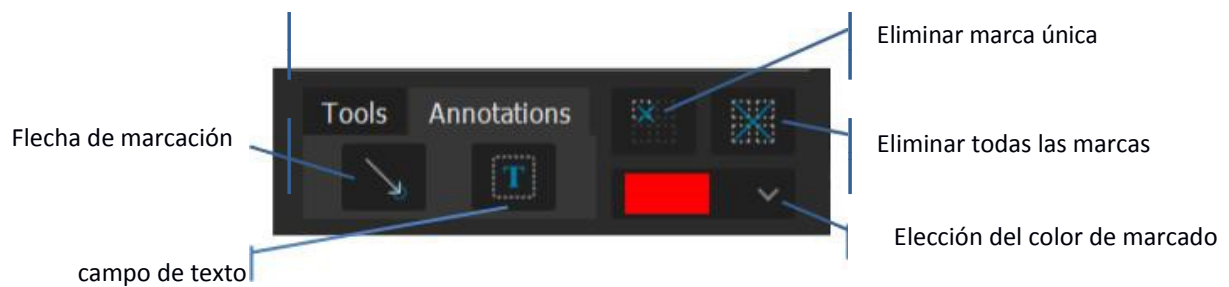 Eliminar marca única
Tools Annotations
Flecha de marcación
Eliminar todas las marcas
T
Elección del color de marcado
campo de texto